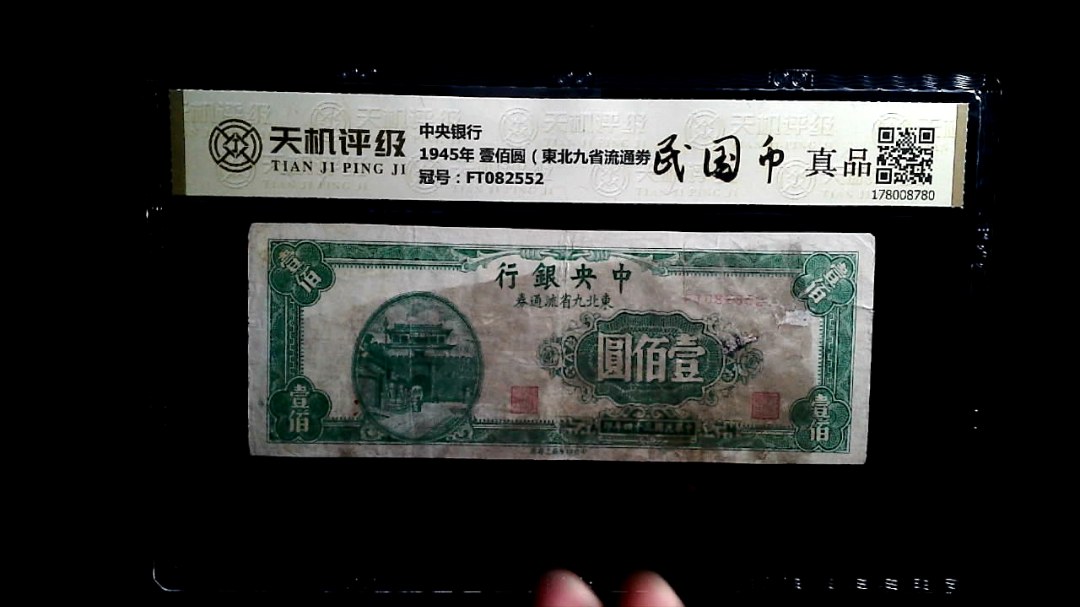 天机评级
TIAN JI PING JI
中央银行
1945年 壹佰圆（東北九省流通券
冠号：FT082552
民国币
真品
178008780
壹佰
行銀央中
券通流省九北東
壹佰
圓佰壹
壹佰
壹佰